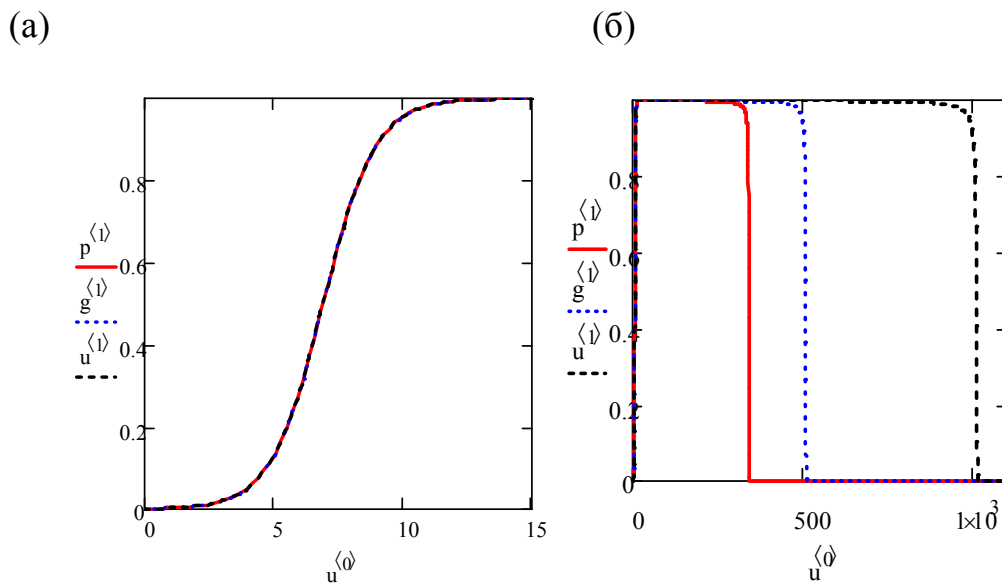 (а)
(б)
0.8
p⟨1⟩
0.6
g⟨1⟩
0.4
u⟨1⟩
0.2
0
0 5 10 15
u⟨0⟩
0.8
p⟨1⟩
0.6
g⟨1⟩
0.4
u⟨1⟩
0.2
0
0 500 1×10³
u⟨0⟩